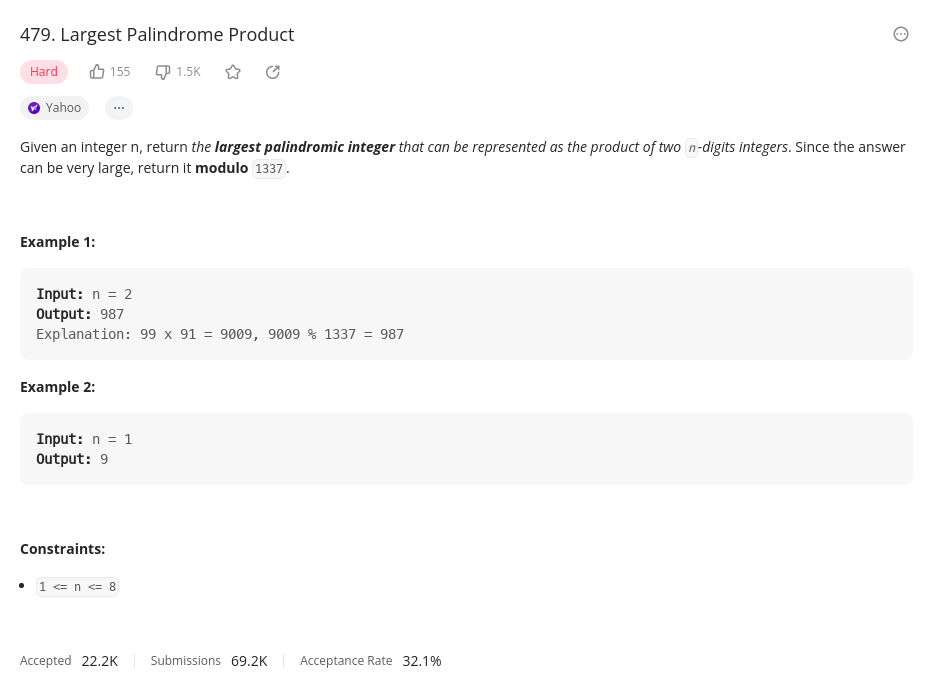 479. Largest Palindrome Product
Hard 155 1.5K
Yahoo ...
Given an integer n, return the largest palindromic integer that can be represented as the product of two n-digits integers. Since the answer
can be very large, return it modulo 1337.
Example 1:
Input: n = 2
Output: 987
Explanation: 99 x 91 = 9009, 9009 % 1337 = 987
Example 2:
Input: n = 1
Output: 9
Constraints:
1 <= n <= 8
Accepted 22.2K Submissions 69.2K Acceptance Rate 32.1%